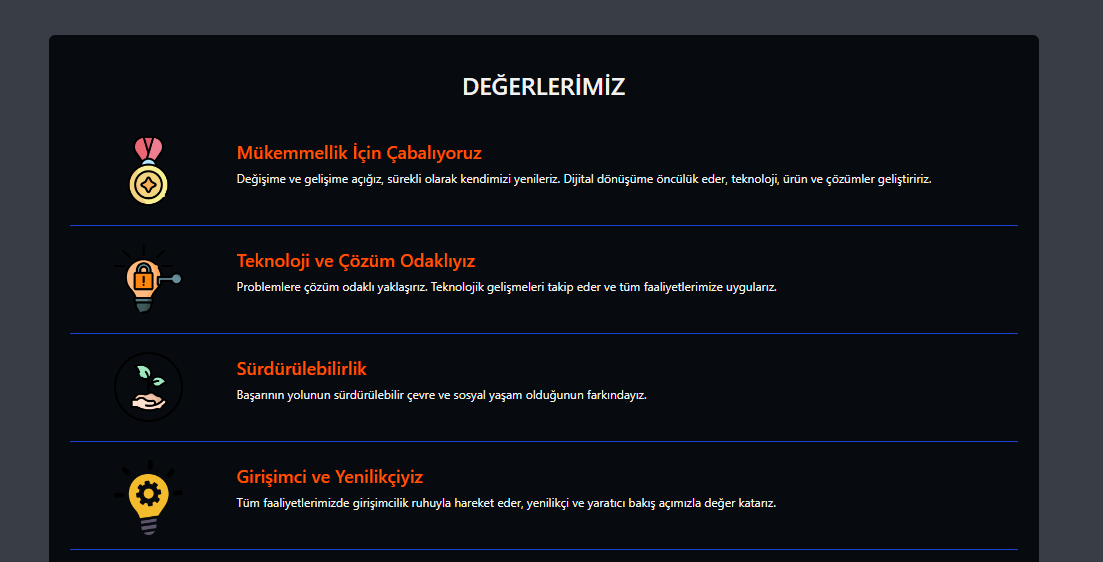 DEĞERLERİMİZ
Mükemmellik İçin Çabalıyoruz
Değişime ve gelişime açığız, sürekli olarak kendimizi yenileriz. Dijital dönüşüme öncülük eder, teknoloji, ürün ve çözümler geliştiririz.
Teknoloji ve Çözüm Odaklıyız
Problemlere çözüm odaklı yaklaşırız. Teknolojik gelişmeleri takip eder ve tüm faaliyetlerimize uygularız.
Sürdürülebilirlik
Başarının yolunun sürdürülebilir çevre ve sosyal yaşam olduğunun farkındayız.
Girişimci ve Yenilikçiyiz
Tüm faaliyetlerimizde girişimcilik ruhuyla hareket eder, yenilikçi ve yaratıcı bakış açımızla değer katarız.